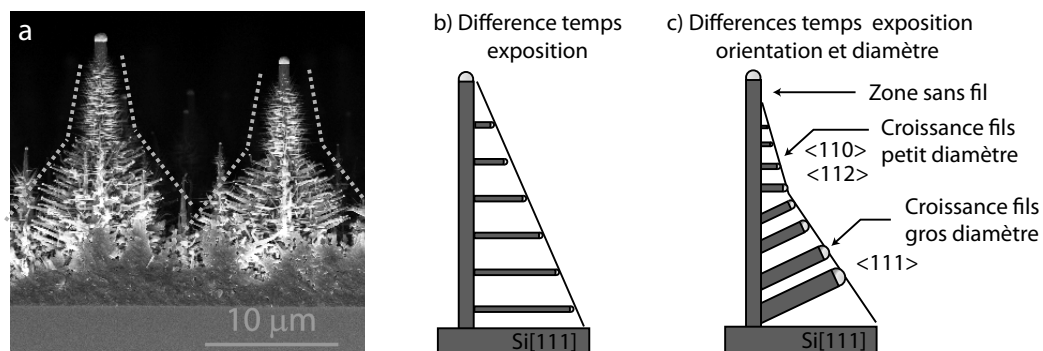 a
10 µm
b) Difference temps
exposition
Si[111]
c) Differences temps exposition
orientation et diamètre
Zone sans fil
Croissance fils
petit diamètre
<110>
<112>
Croissance fils
gros diamètre
<111>
Si[111]